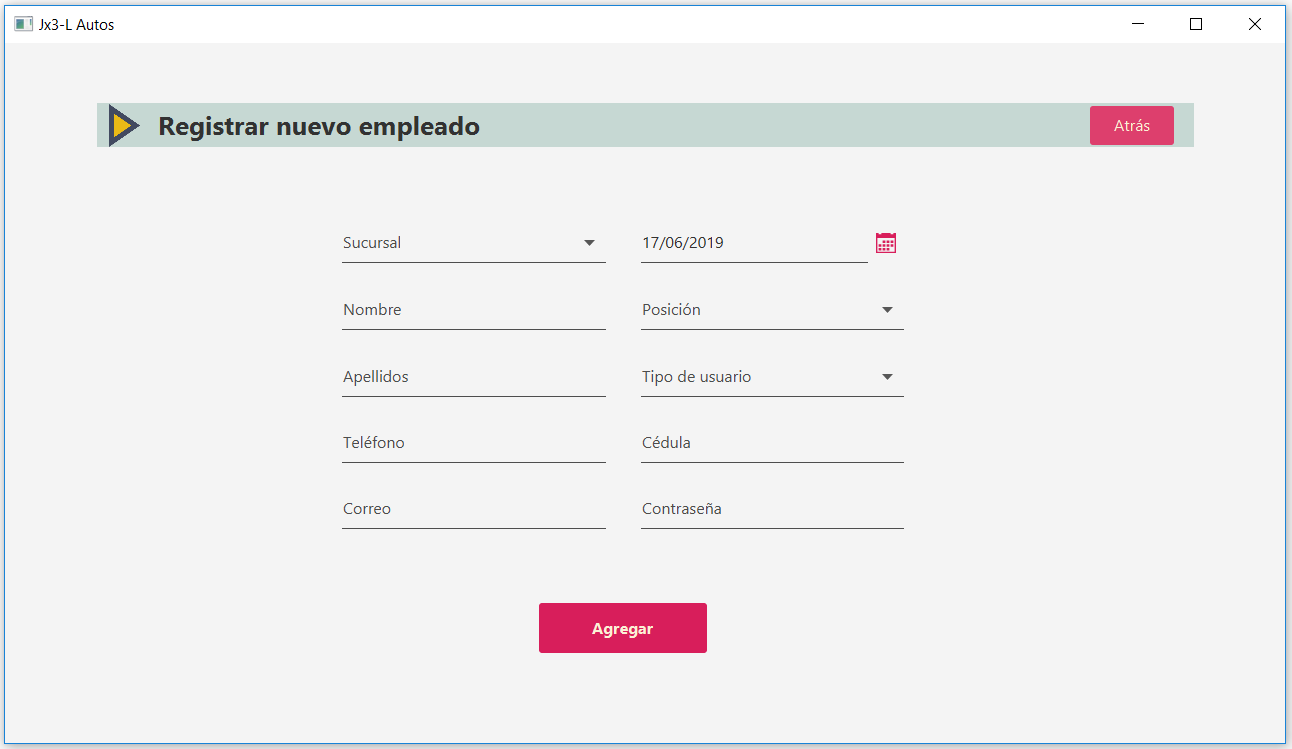 Jx3-L Autos
Registrar nuevo empleado
Atrás
Sucursal
17/06/2019
Nombre
Posición
Apellidos
Tipo de usuario
Teléfono
Cédula
Correo
Contraseña
Agregar